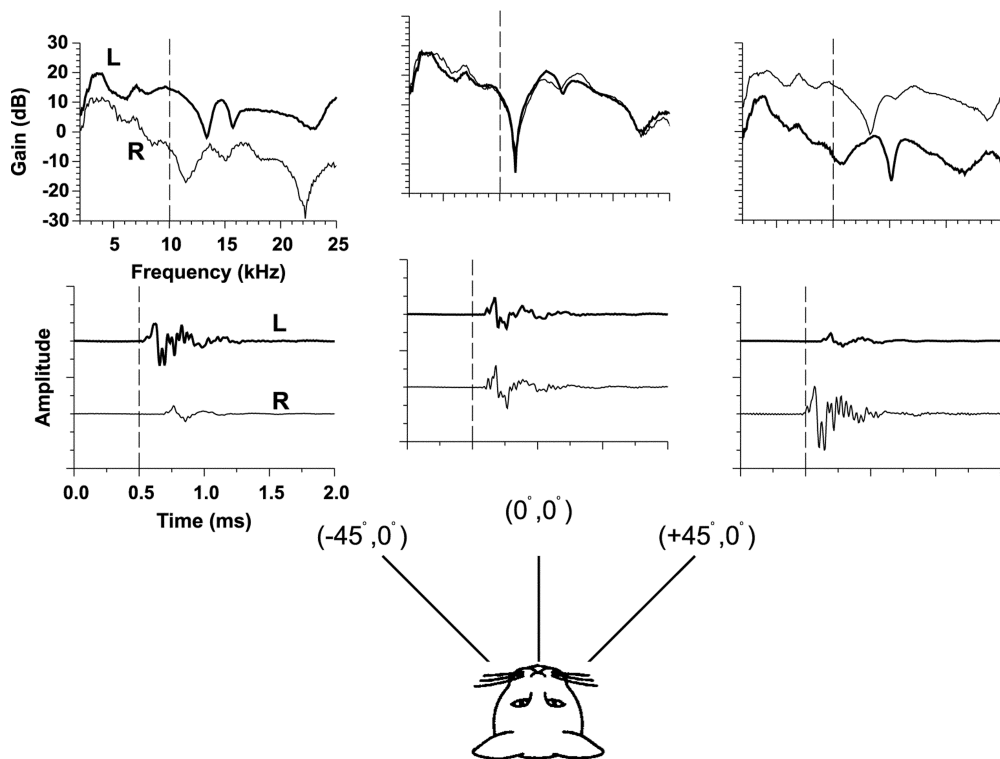 30
20
10
0
-10
-20
-30
Gain (dB)
L
R
5 10 15 20 25
Frequency (kHz)
Amplitude
L
R
0.0 0.5 1.0 1.5 2.0
Time (ms)
(-45°,0°)
(0°,0°)
(+45°,0°)